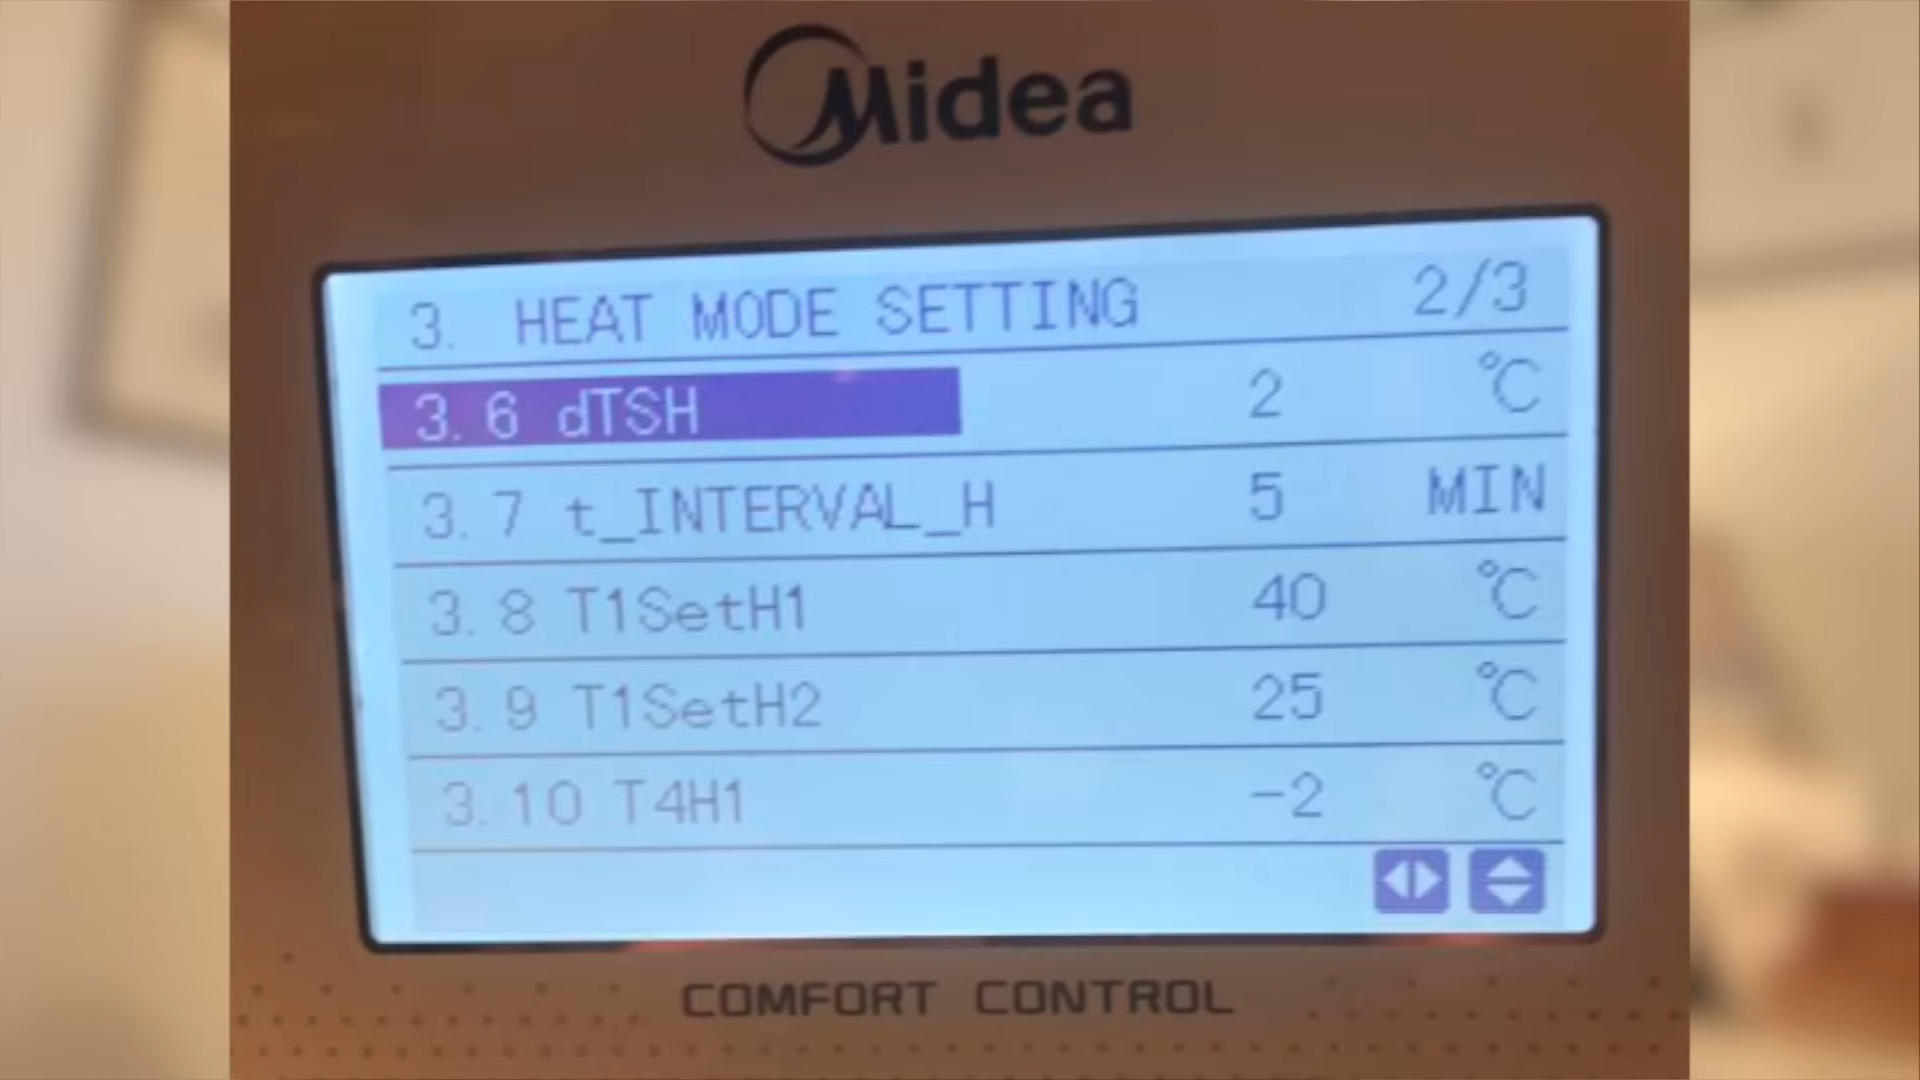 Midea
3. HEAT MODE SETTING 2/3
3.6 dTSH 2 °C
3.7 t_INTERVAL_H 5 MIN
3.8 T1SetH1 40 °C
3.9 T1SetH2 25 °C
3.10 T4H1 -2 °C
COMFORT CONTROL